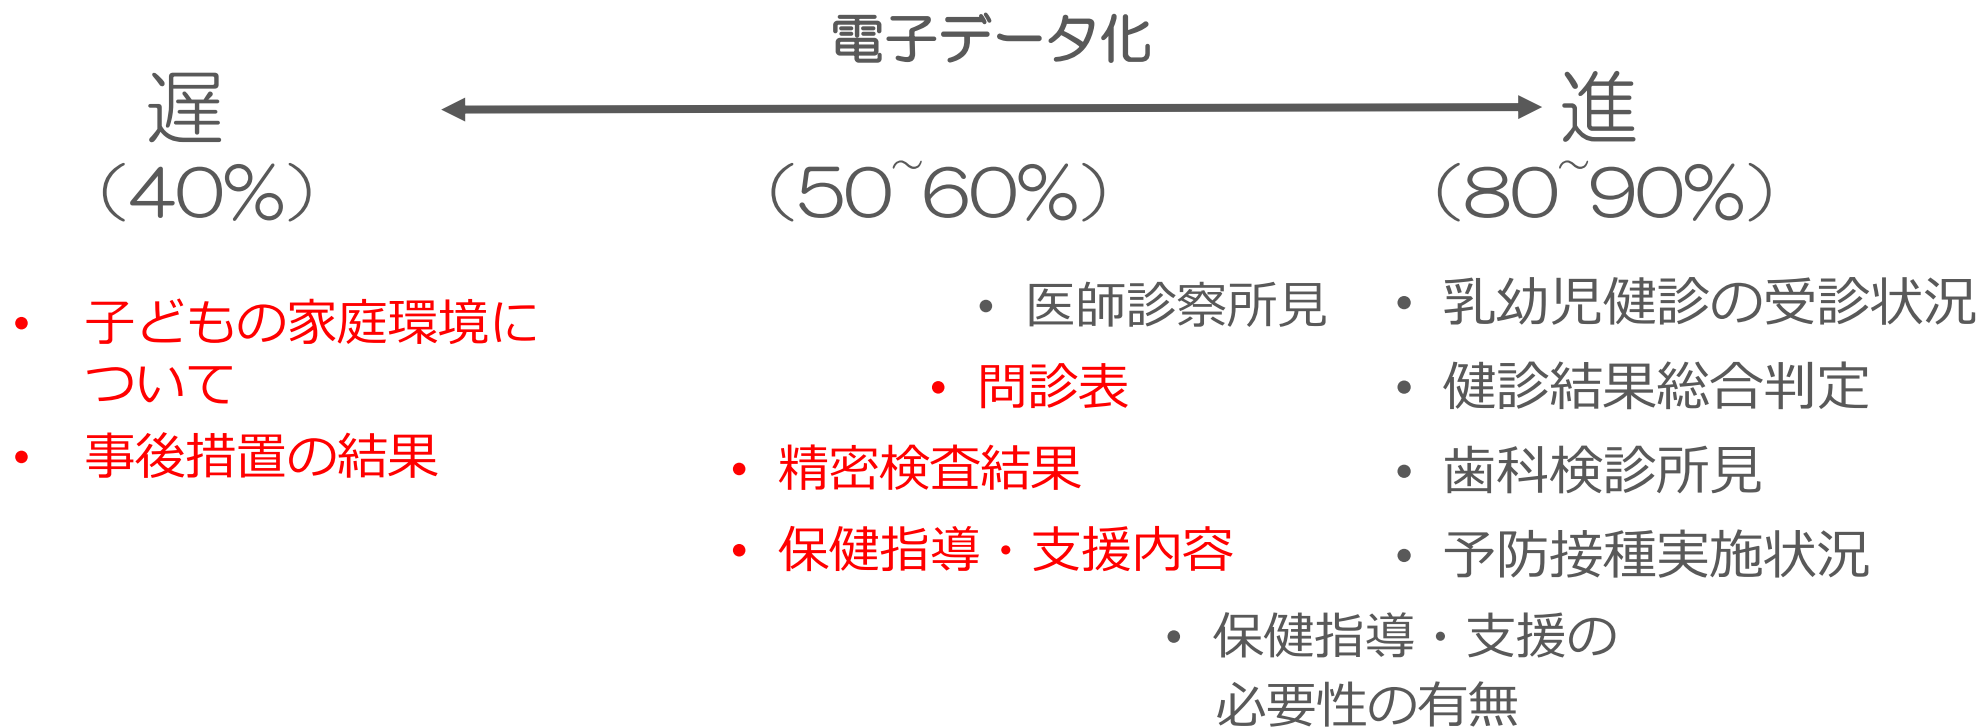 電子データ化
遅
進
（40%）
（50~60%）
（80~90%）
• 子どもの家庭環境に
ついて
• 事後措置の結果
• 医師診察所見
• 問診表
• 精密検査結果
• 保健指導・支援内容
• 乳幼児健診の受診状況
• 健診結果総合判定
• 歯科検診所見
• 予防接種実施状況
• 保健指導・支援の
必要性の有無